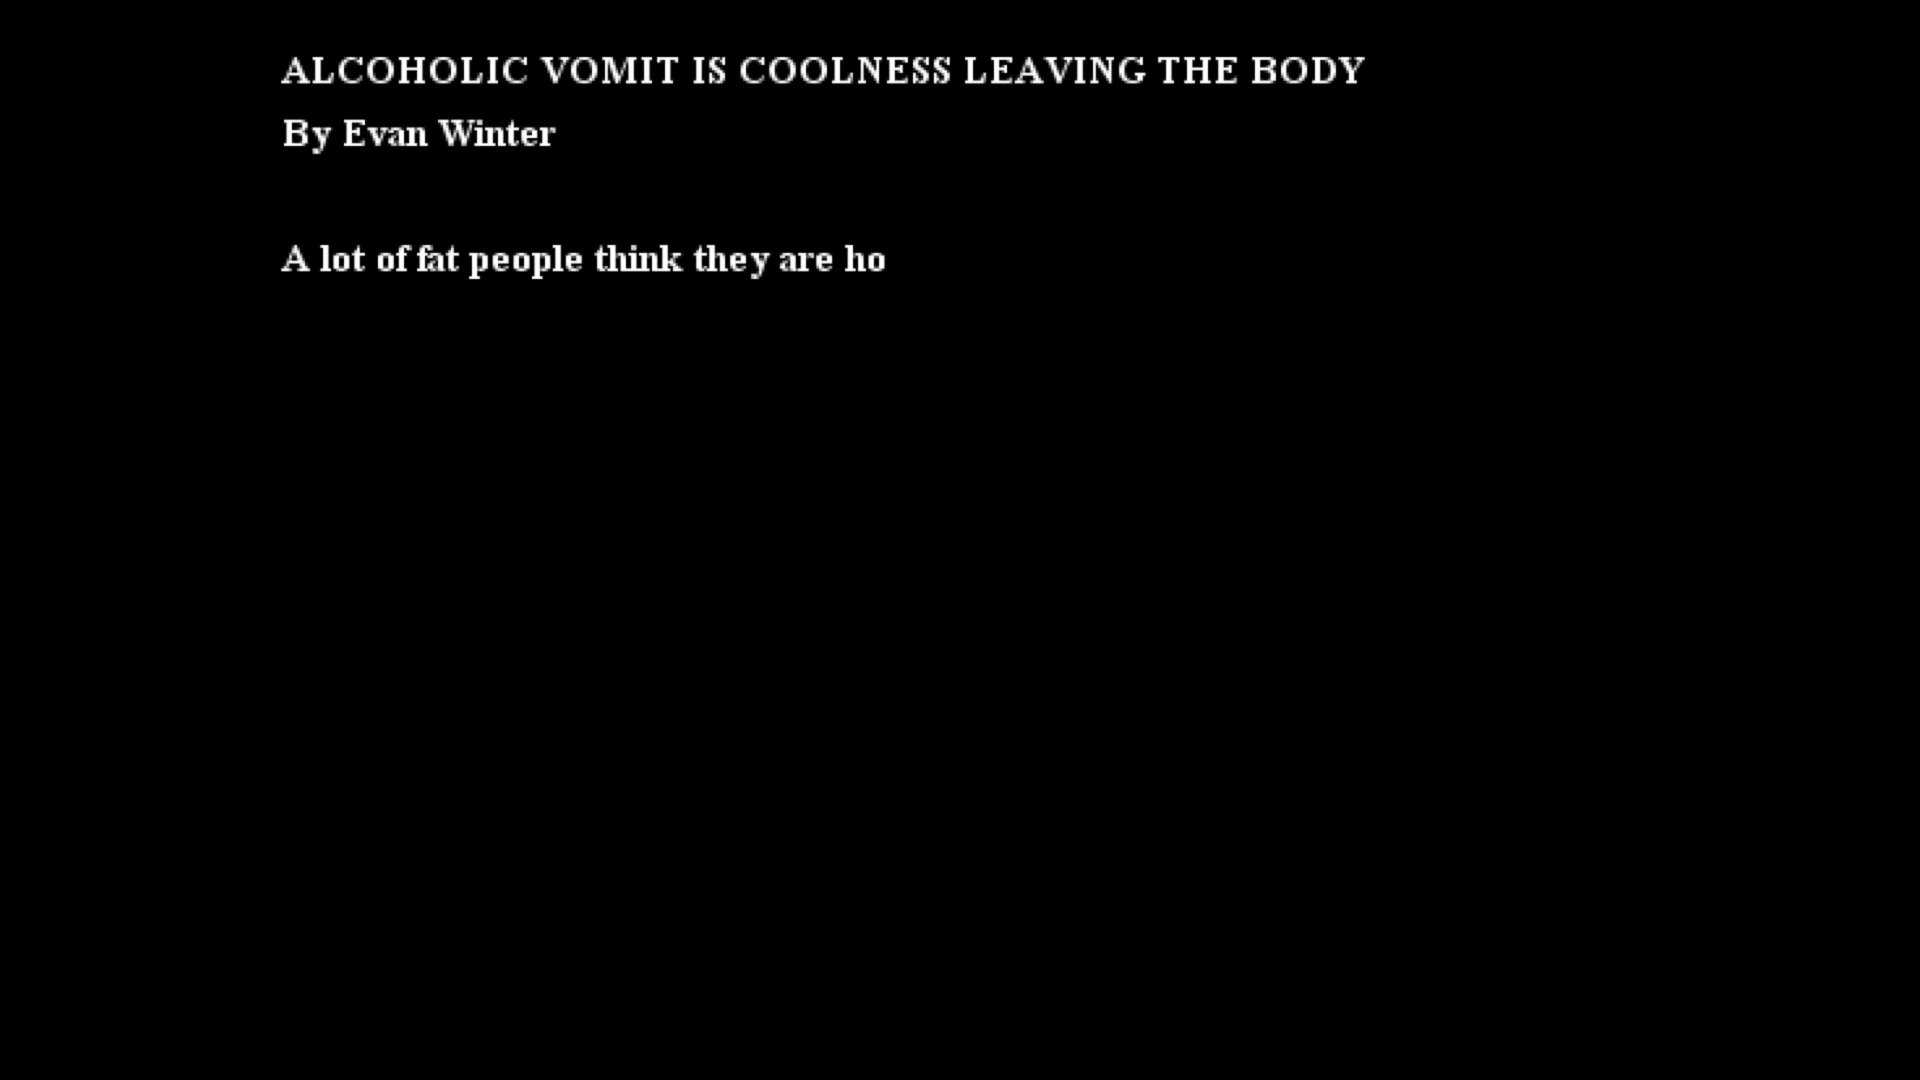 ALCOHOLIC VOMIT IS COOLNESS LEAVING THE BODY
By Evan Winter
A lot of fat people think they are ho